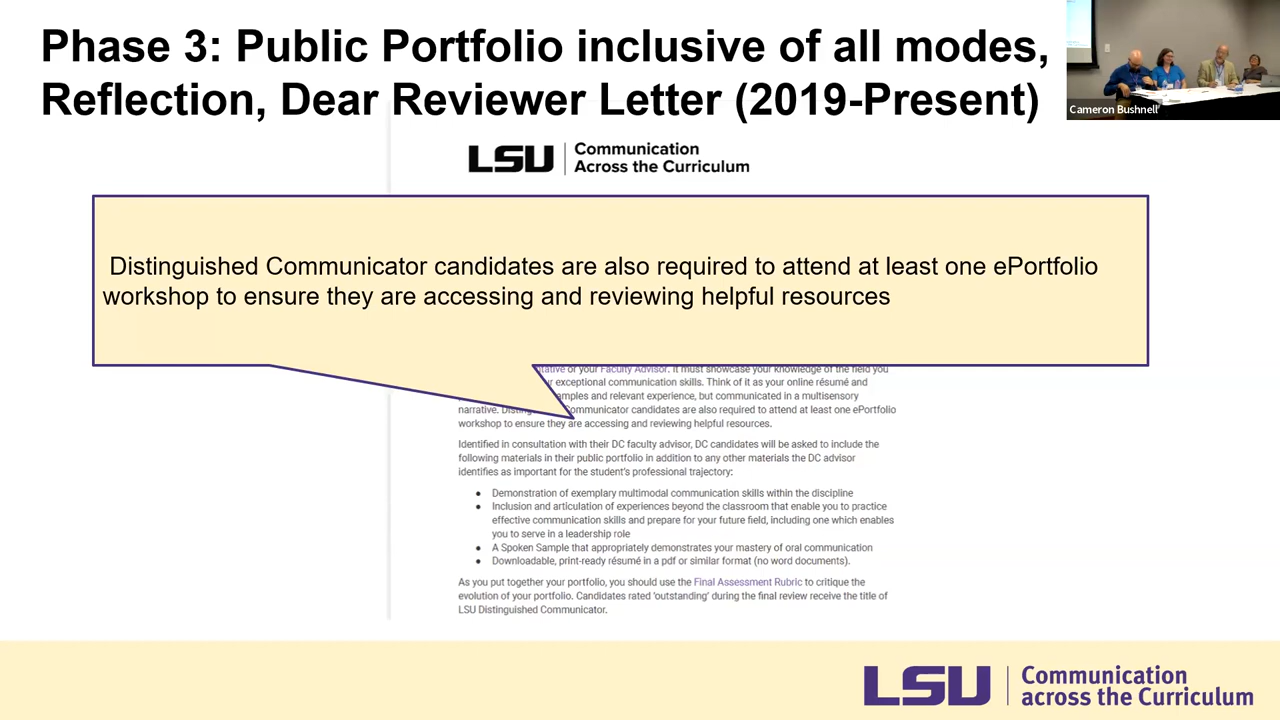 Phase 3: Public Portfolio inclusive of all modes,
Reflection, Dear Reviewer Letter (2019-Present)
Cameron Bushnell
LSU Communication
Across the Curriculum
Distinguished Communicator candidates are also required to attend at least one ePortfolio
workshop to ensure they are accessing and reviewing helpful resources
or your Faculty Advisor. It must showcase your knowledge of the field you
exceptional communication skills. Think of it as your online résumé and
and relevant experience, but communicated in a multisensory
narrative. Communicator candidates are also required to attend at least one ePortfolio
workshop to ensure they are accessing and reviewing helpful resources.
Identified in consultation with their DC faculty advisor, DC candidates will be asked to include the
following materials in their public portfolio in addition to any other materials the DC advisor
identifies as important for the student's professional trajectory:
● Demonstration of exemplary multimodal communication skills within the discipline
● Inclusion and articulation of experiences beyond the classroom that enable you to practice
effective communication skills and prepare for your future field, including one which enables
you to serve in a leadership role
● A Spoken Sample that appropriately demonstrates your mastery of oral communication
● Downloadable, print-ready résumé in a pdf or similar format (no word documents).
As you put together your portfolio, you should use the Final Assessment Rubric to critique the
evolution of your portfolio. Candidates rated 'outstanding' during the final review receive the title of
LSU Distinguished Communicator.
LSU Communication
across the Curriculum